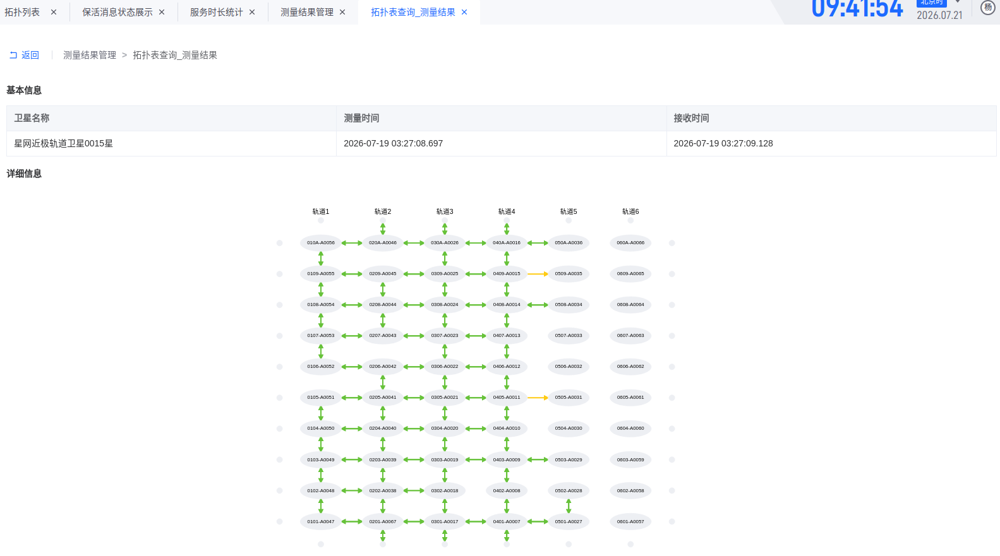 拓扑列表 × 保活消息状态展示 × 服务时长统计 × 测量结果管理 × 拓扑表查询_测量结果 × 09:41:54 北京时 杨
2026.07.21
返回 测量结果管理 > 拓扑表查询_测量结果
基本信息
卫星名称 测量时间 接收时间
星网近极轨道卫星0015星 2026-07-19 03:27:08.697 2026-07-19 03:27:09.128
详细信息
轨道1 轨道2 轨道3 轨道4 轨道5 轨道6
010A-A0056 020A-A0046 030A-A0026 040A-A0016 050A-A0036 060A-A0066
0109-A0055 0209-A0045 0309-A0025 0409-A0015 0509-A0035 0609-A0065
0108-A0054 0208-A0044 0308-A0024 0408-A0014 0508-A0034 0608-A0064
0107-A0053 0207-A0043 0307-A0023 0407-A0013 0507-A0033 0607-A0063
0106-A0052 0206-A0042 0306-A0022 0406-A0012 0506-A0032 0606-A0062
0105-A0051 0205-A0041 0305-A0021 0405-A0011 0505-A0031 0605-A0061
0104-A0050 0204-A0040 0304-A0020 0404-A0010 0504-A0030 0604-A0060
0103-A0049 0203-A0039 0303-A0019 0403-A0009 0503-A0029 0603-A0059
0102-A0048 0202-A0038 0302-A0018 0402-A0008 0502-A0028 0602-A0058
0101-A0047 0201-A0067 0301-A0017 0401-A0007 0501-A0027 0601-A0057